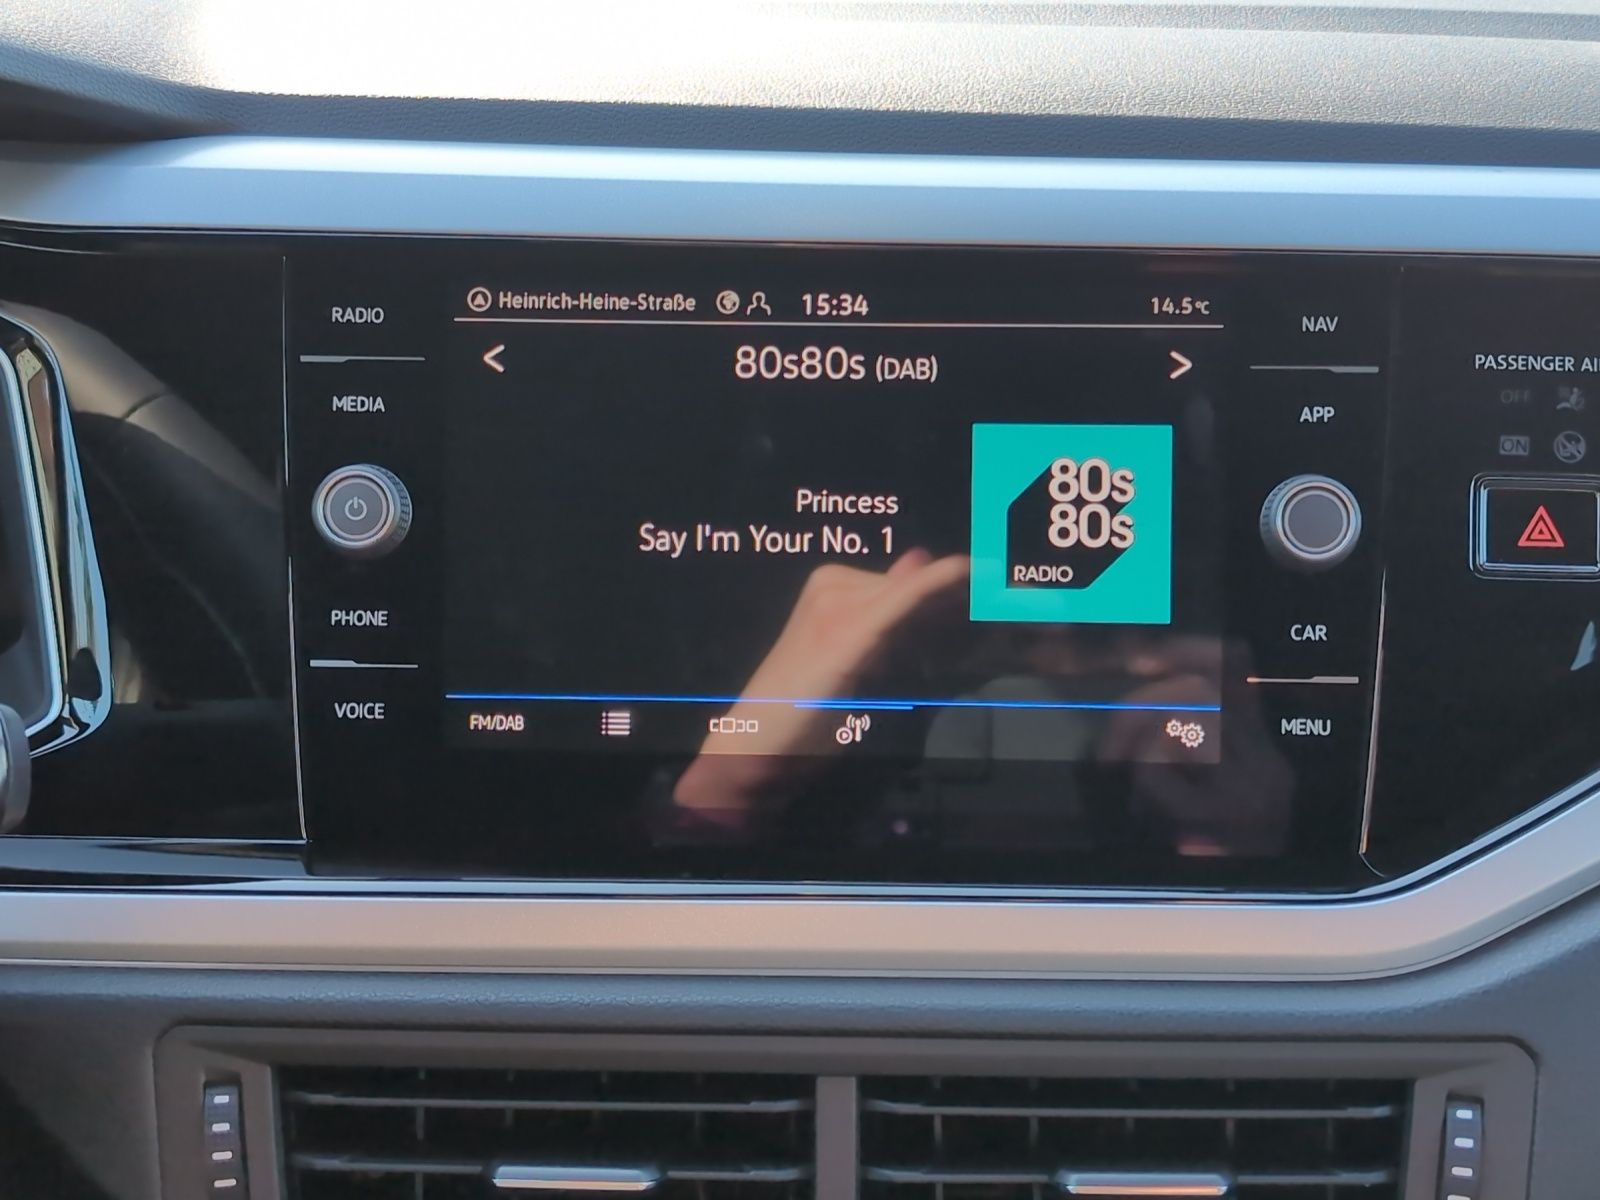 Heinrich-Heine-Straße 15:34 14.5°C
80s80s (DAB)
Princess
Say I'm Your No. 1
80s
80s
RADIO
FM/DAB
RADIO
MEDIA
PHONE
VOICE
NAV
APP
CAR
MENU
PASSENGER
OFF
ON